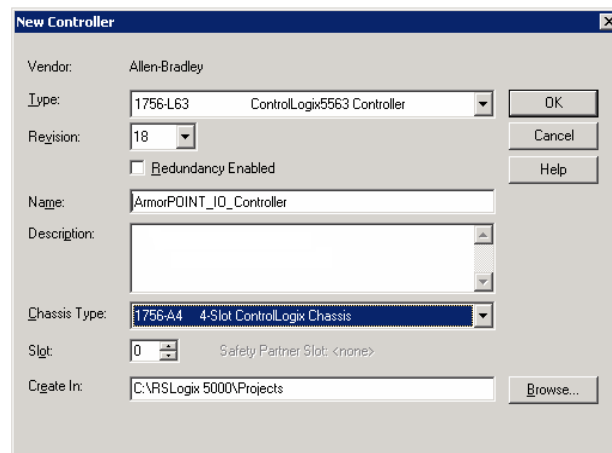 New Controller
Vendor: Allen-Bradley
Type: 1756-L63 ControlLogix5563 Controller OK
Revision: 18 Cancel
Redundancy Enabled Help
Name: ArmorPOINT_IO_Controller
Description:
Chassis Type: 1756-A4 4-Slot ControlLogix Chassis
Slot: 0 Safety Partner Slot: <none>
Create In: C:\RSLogix 5000\Projects Browse...